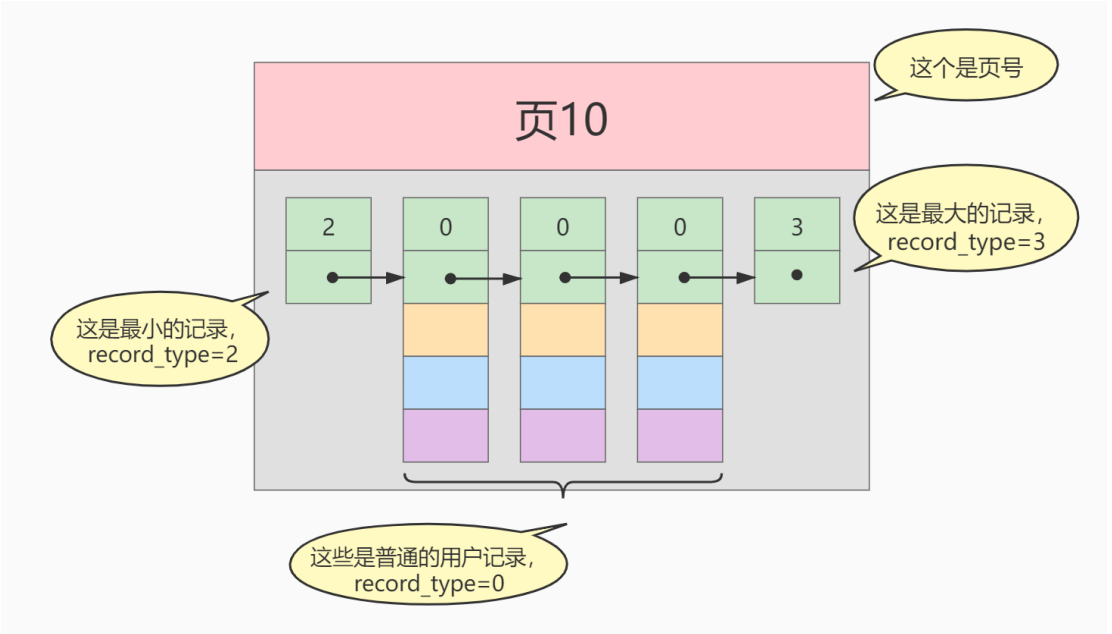 这个是页号
页10
这是最大的记录，
record_type=3
2
0
0
0
3
这是最小的记录，
record_type=2
这些是普通的用户记录，
record_type=0